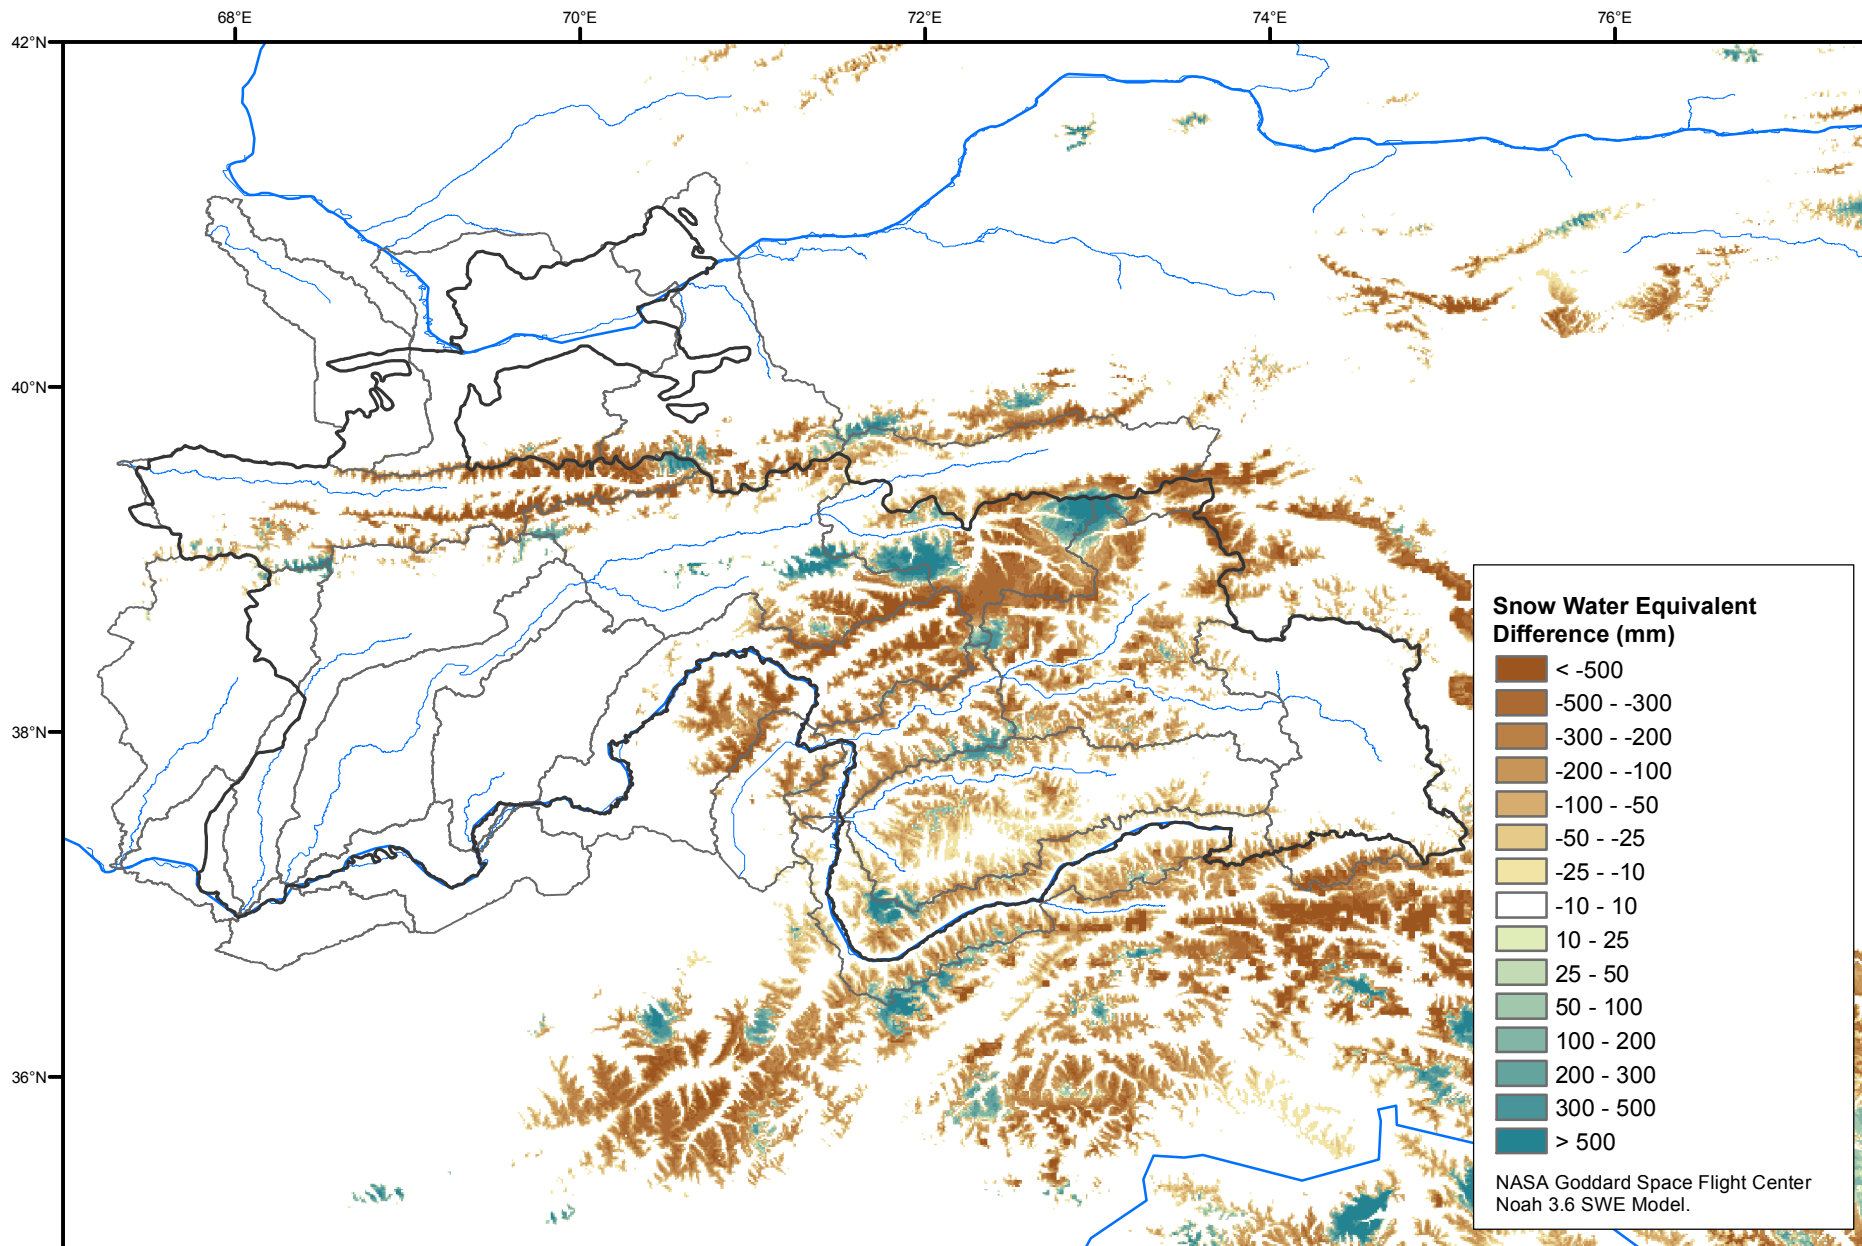 68°E
70°E
72°E
74°E
76°E
42°N
40°N
38°N
36°N
Snow Water Equivalent
Difference (mm)
< -500
-500 - -300
-300 - -200
-200 - -100
-100 - -50
-50 - -25
-25 - -10
-10 - 10
10 - 25
25 - 50
50 - 100
100 - 200
200 - 300
300 - 500
> 500
NASA Goddard Space Flight Center
Noah 3.6 SWE Model.